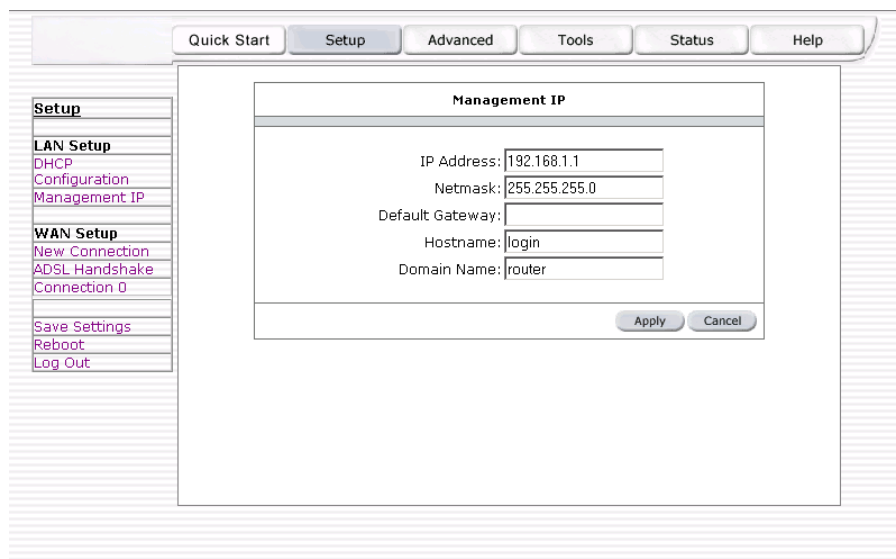 Quick Start
Setup
Advanced
Tools
Status
Help
Setup
LAN Setup
DHCP
Configuration
Management IP
WAN Setup
New Connection
ADSL Handshake
Connection 0
Save Settings
Reboot
Log Out
Management IP
IP Address: 192.168.1.1
Netmask: 255.255.255.0
Default Gateway:
Hostname: login
Domain Name: router
Apply
Cancel